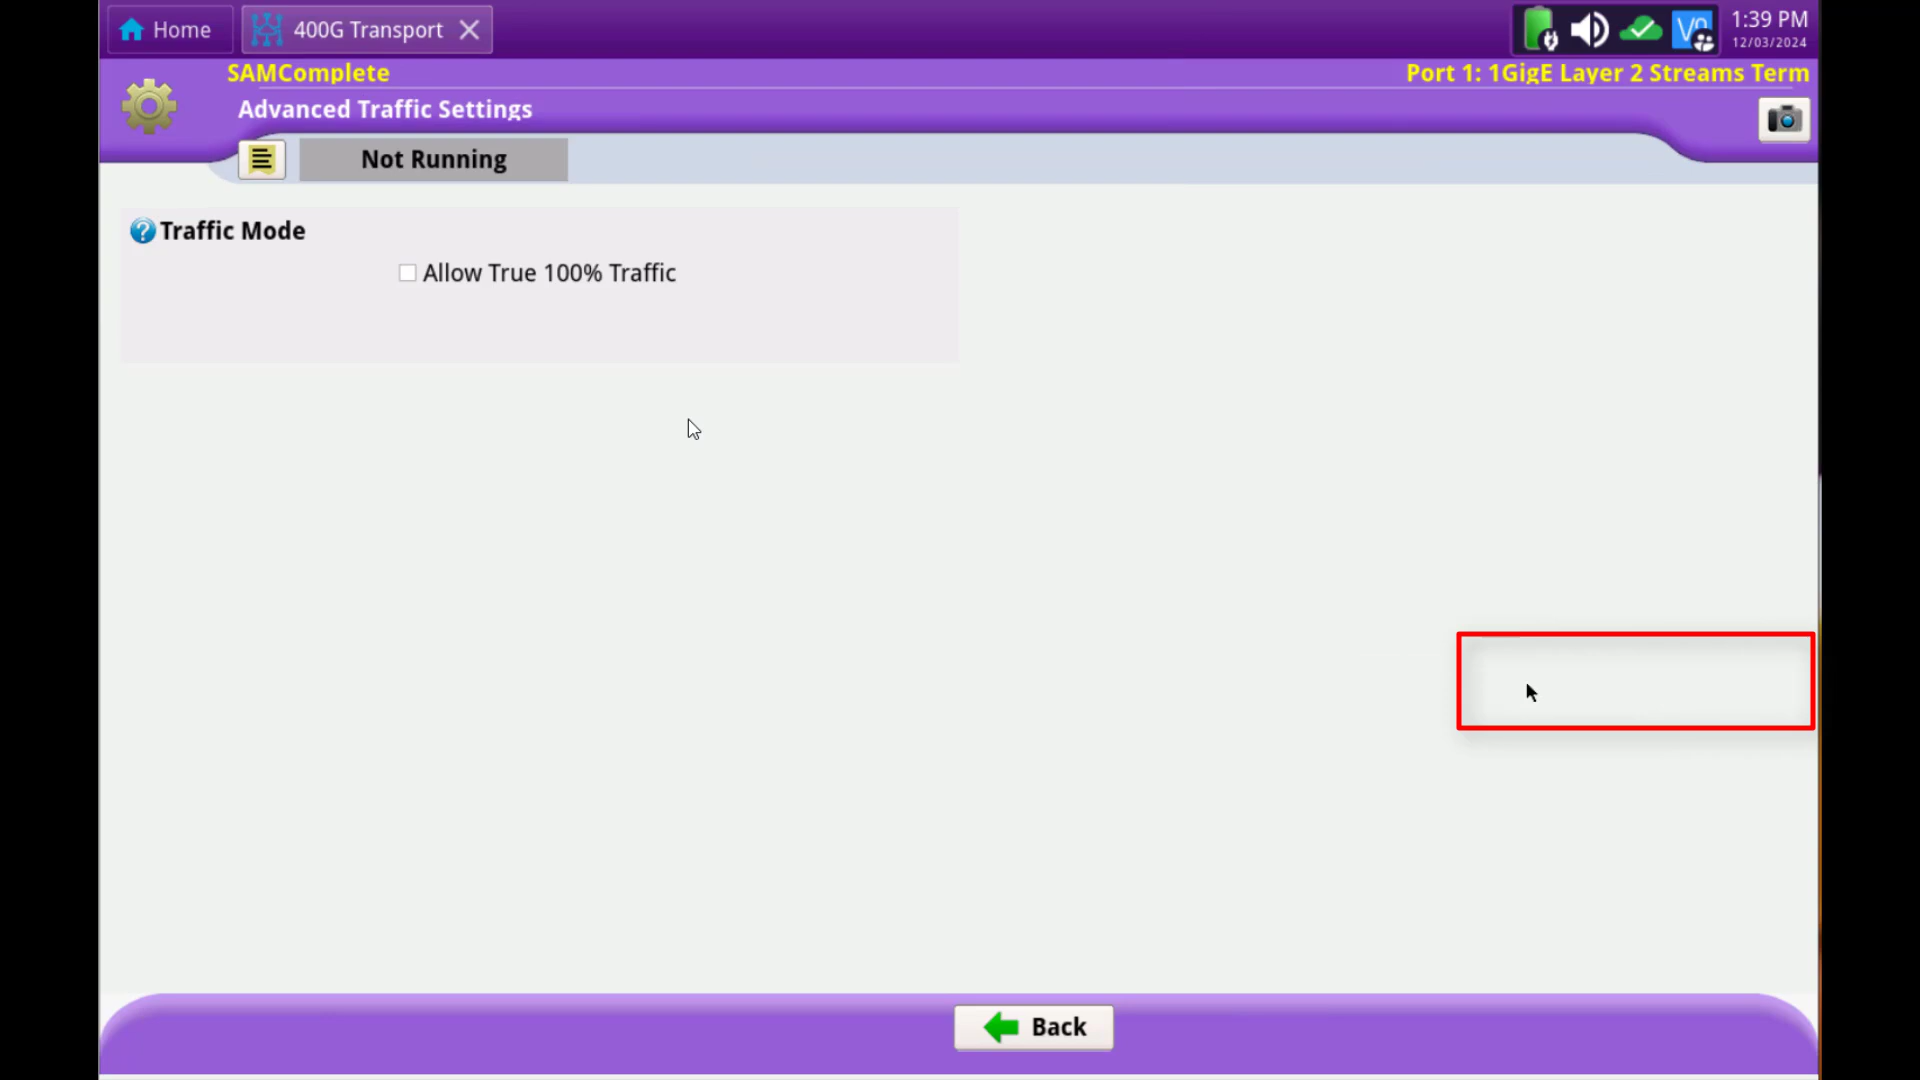 Home
400G Transport
1:39 PM
12/03/2024
SAMComplete
Port 1: 1GigE Layer 2 Streams Term
Advanced Traffic Settings
Not Running
Traffic Mode
Allow True 100% Traffic
Back